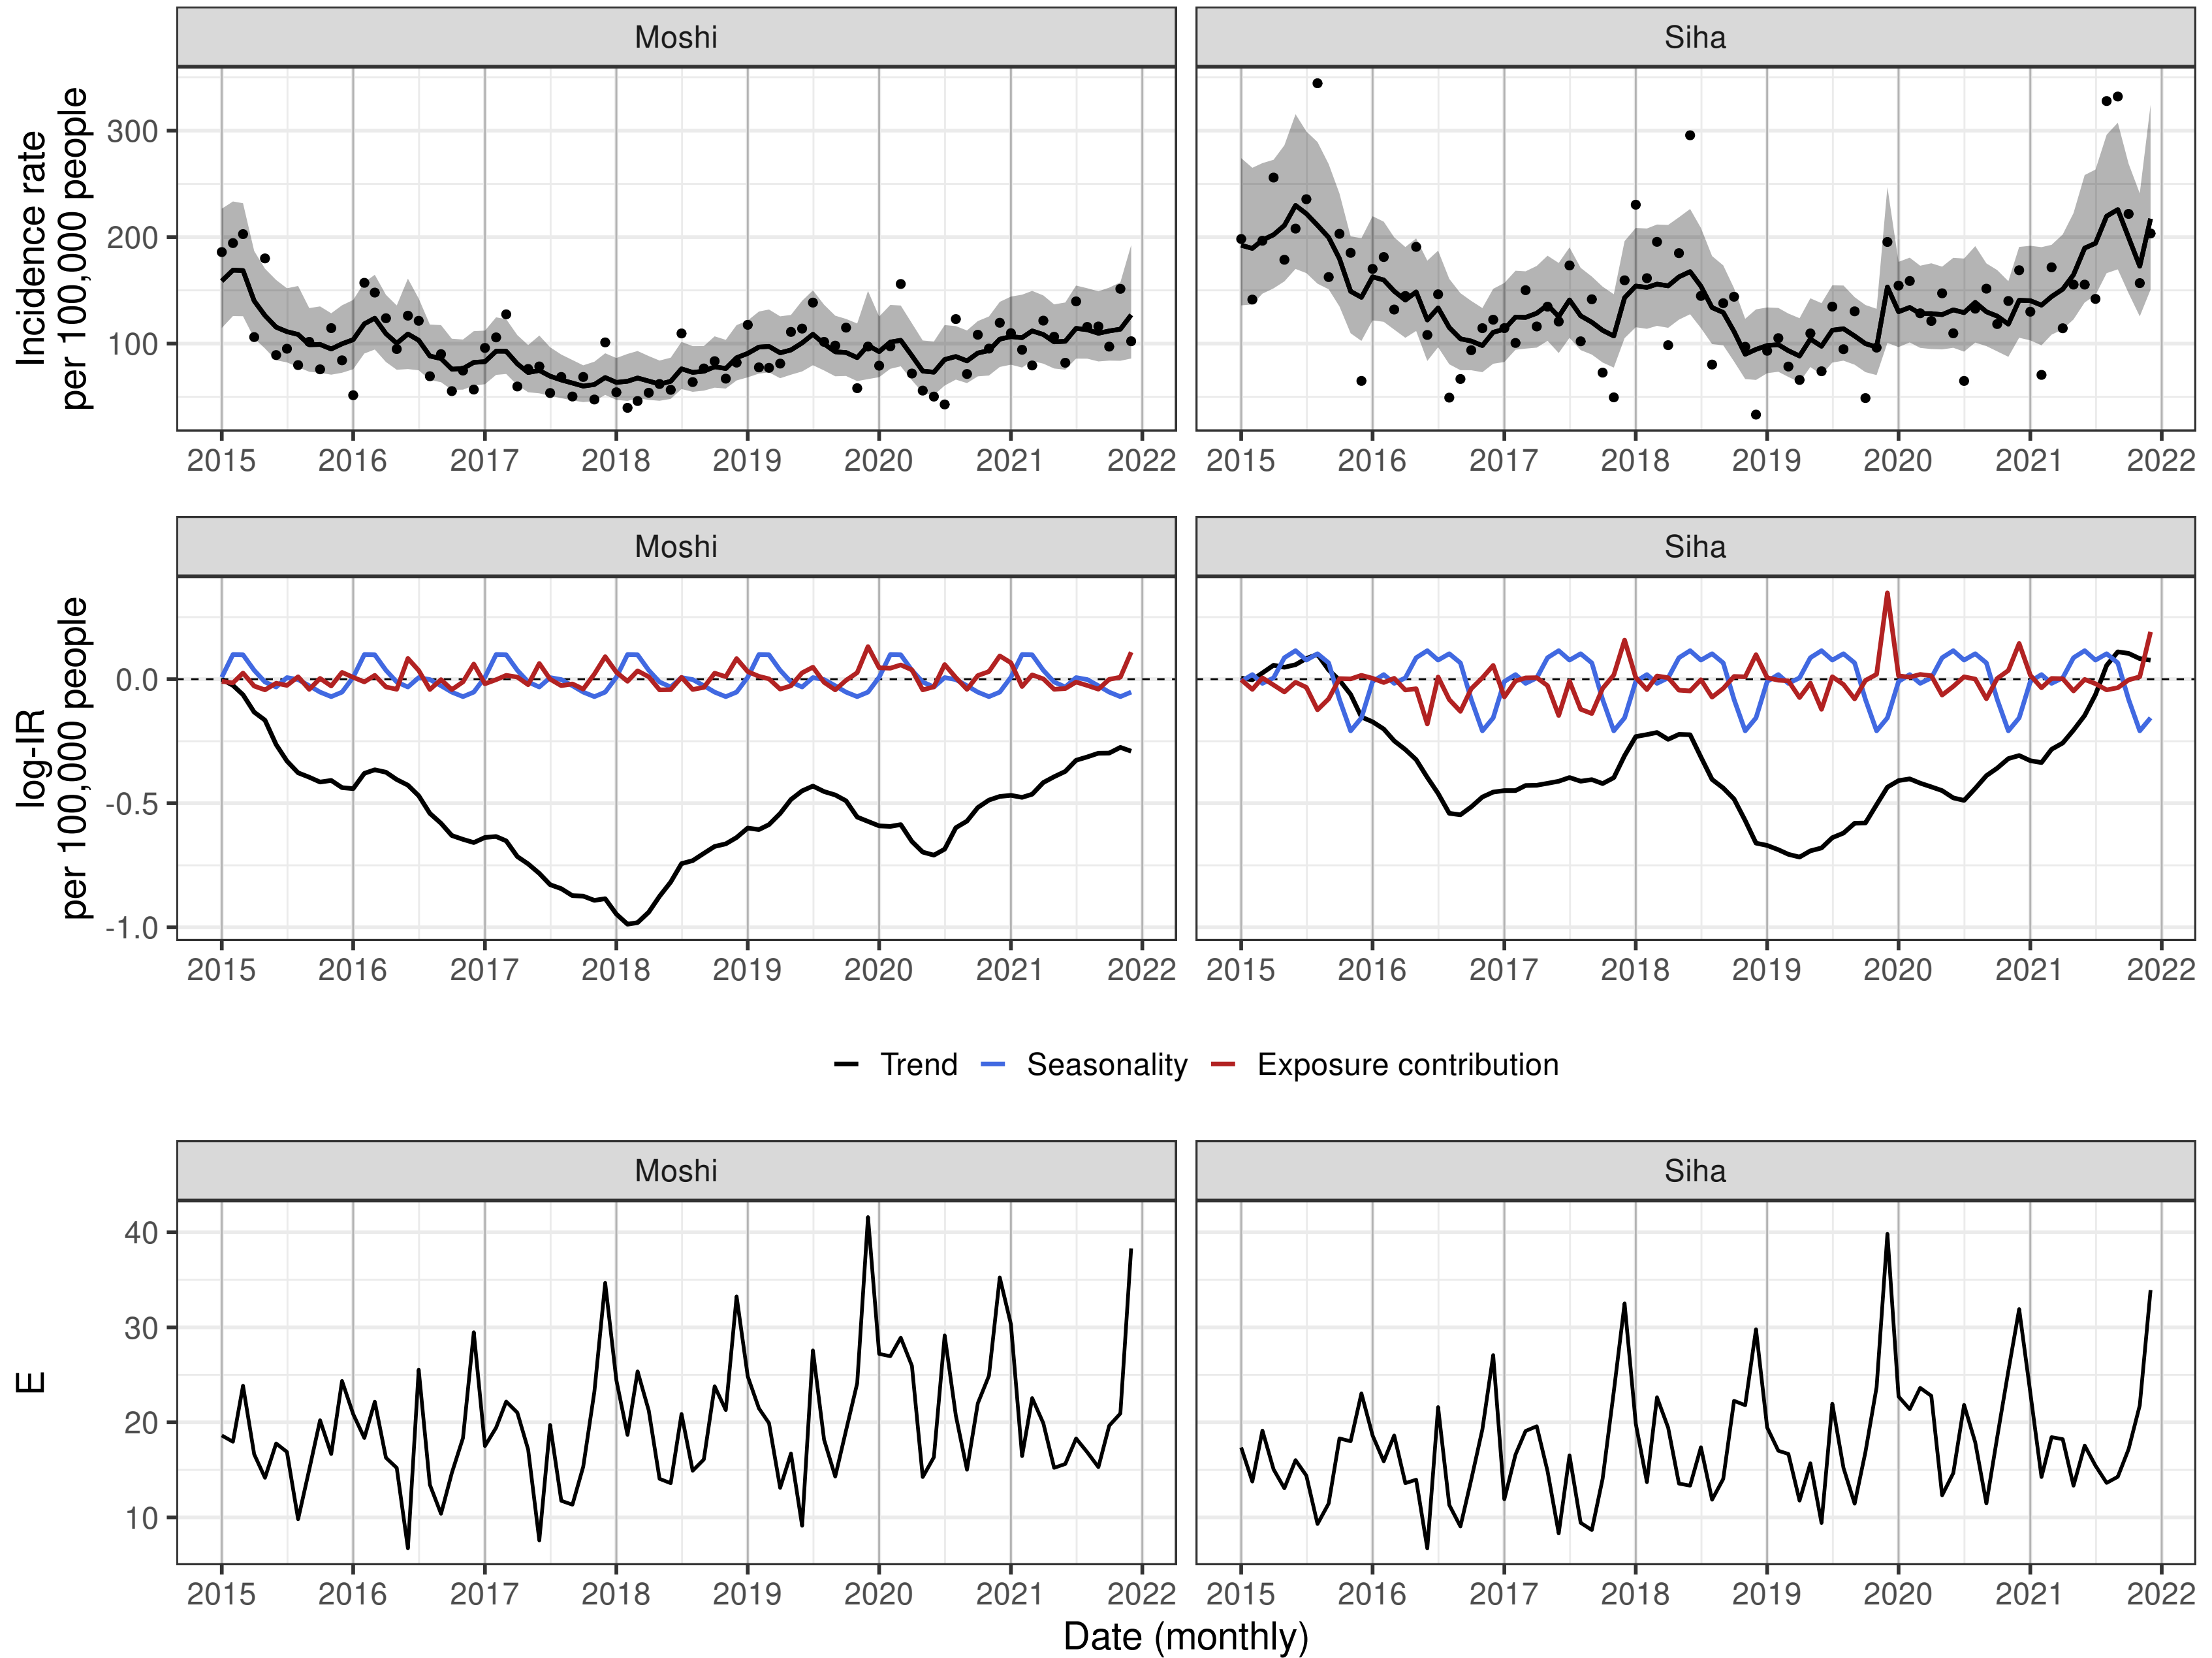 Moshi
Siha
Incidence rate
per 100,000 people
300
200
100
2015 2016 2017 2018 2019 2020 2021 2022
2015 2016 2017 2018 2019 2020 2021 2022
Moshi
Siha
log-IR
per 100,000 people
0.0
-0.5
-1.0
2015 2016 2017 2018 2019 2020 2021 2022
2015 2016 2017 2018 2019 2020 2021 2022
Trend Seasonality Exposure contribution
Moshi
Siha
E
40
30
20
10
2015 2016 2017 2018 2019 2020 2021 2022
2015 2016 2017 2018 2019 2020 2021 2022
Date (monthly)